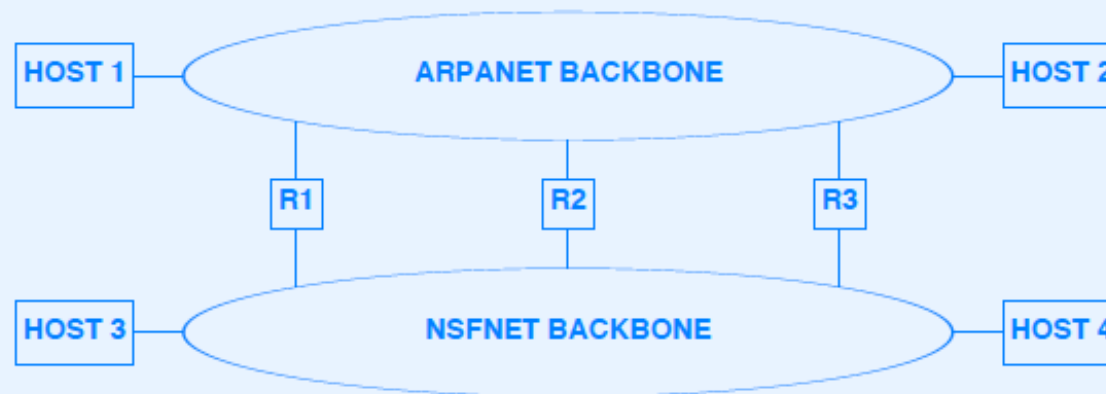 HOST 1
ARPANET BACKBONE
HOST 2
R1
R2
R3
HOST 3
NSFNET BACKBONE
HOST 4